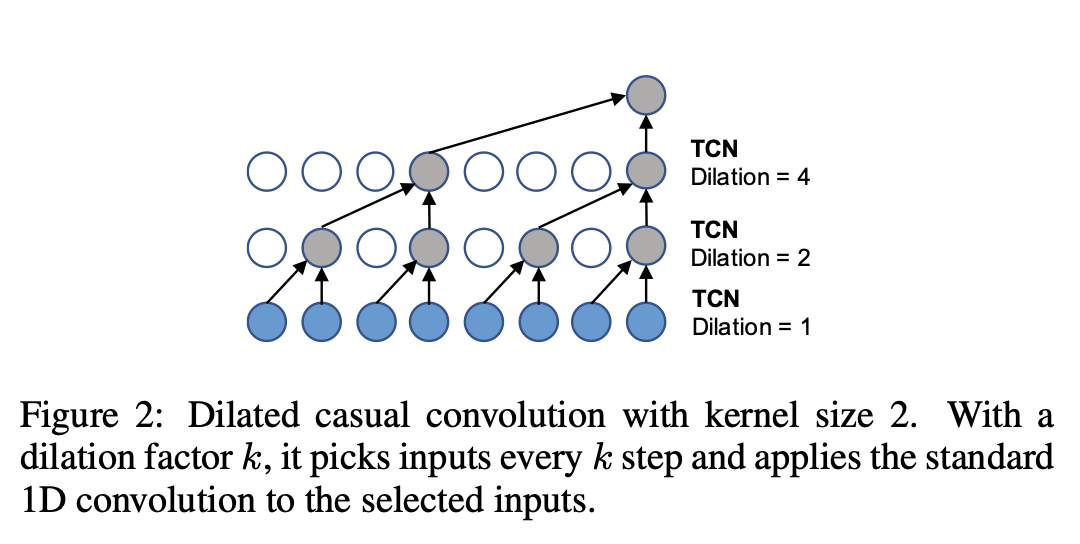 TCN
Dilation = 4
TCN
Dilation = 2
TCN
Dilation = 1
Figure 2: Dilated casual convolution with kernel size 2. With a
dilation factor k, it picks inputs every k step and applies the standard
1D convolution to the selected inputs.